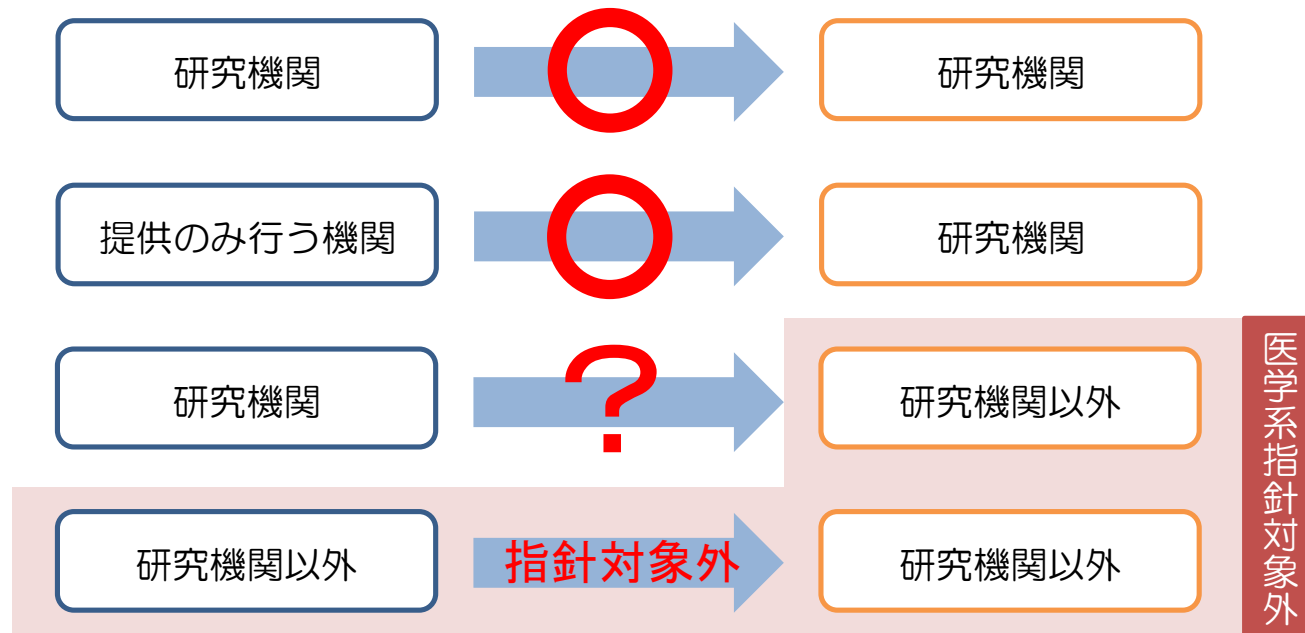 研究機関
研究機関
提供のみ行う機関
研究機関
研究機関
?
研究機関以外
研究機関以外
指針対象外
研究機関以外
医学系指針対象外